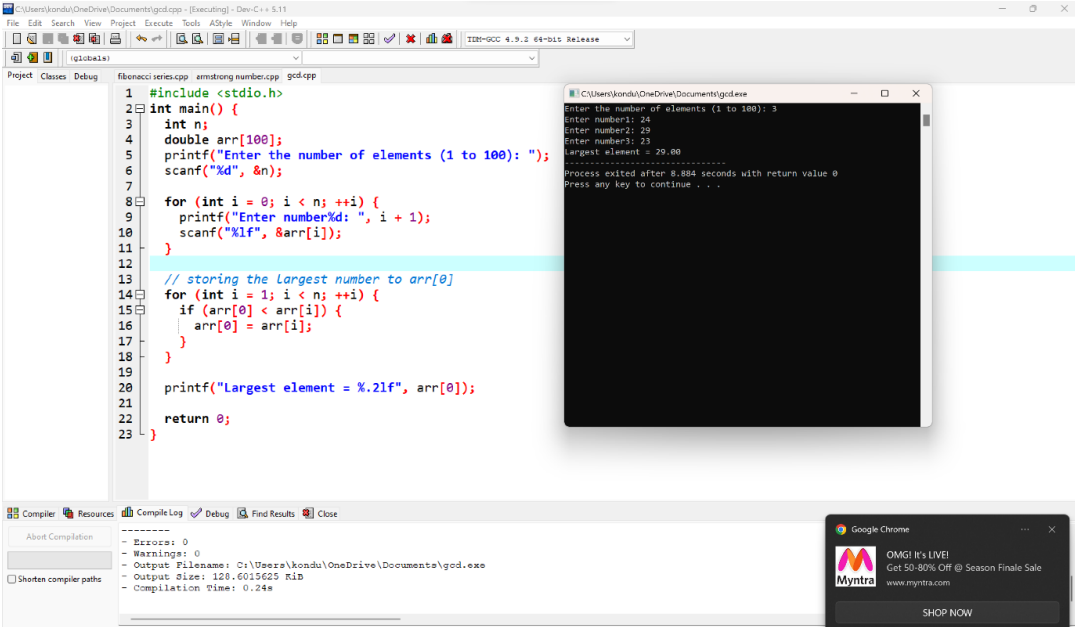 C:\Users\kondu\OneDrive\Documents\gcd.cpp - [Executing] - Dev-C++ 5.11
File Edit Search View Project Execute Tools AStyle Window Help
TDM-GCC 4.9.2 64-bit Release
(globals)
Project Classes Debug
fibonacci series.cpp armstrong number.cpp gcd.cpp
1 #include <stdio.h>
2 int main() {
3 int n;
4 double arr[100];
5 printf("Enter the number of elements (1 to 100): ");
6 scanf("%d", &n);
7
8 for (int i = 0; i < n; ++i) {
9 printf("Enter number%d: ", i + 1);
10 scanf("%lf", &arr[i]);
11 }
12
13 // storing the largest number to arr[0]
14 for (int i = 1; i < n; ++i) {
15 if (arr[0] < arr[i]) {
16 arr[0] = arr[i];
17 }
18 }
19
20 printf("Largest element = %.2lf", arr[0]);
21
22 return 0;
23 }
C:\Users\kondu\OneDrive\Documents\gcd.exe
Enter the number of elements (1 to 100): 3
Enter number1: 24
Enter number2: 29
Enter number3: 23
Largest element = 29.00
--------------------------------
Process exited after 8.884 seconds with return value 0
Press any key to continue . . .
Compiler Resources Compile Log Debug Find Results Close
Abort Compilation
Shorten compiler paths
--------
- Errors: 0
- Warnings: 0
- Output Filename: C:\Users\kondu\OneDrive\Documents\gcd.exe
- Output Size: 128.6015625 KiB
- Compilation Time: 0.24s
Google Chrome
Myntra
OMG! It's LIVE!
Get 50-80% Off @ Season Finale Sale
www.myntra.com
SHOP NOW